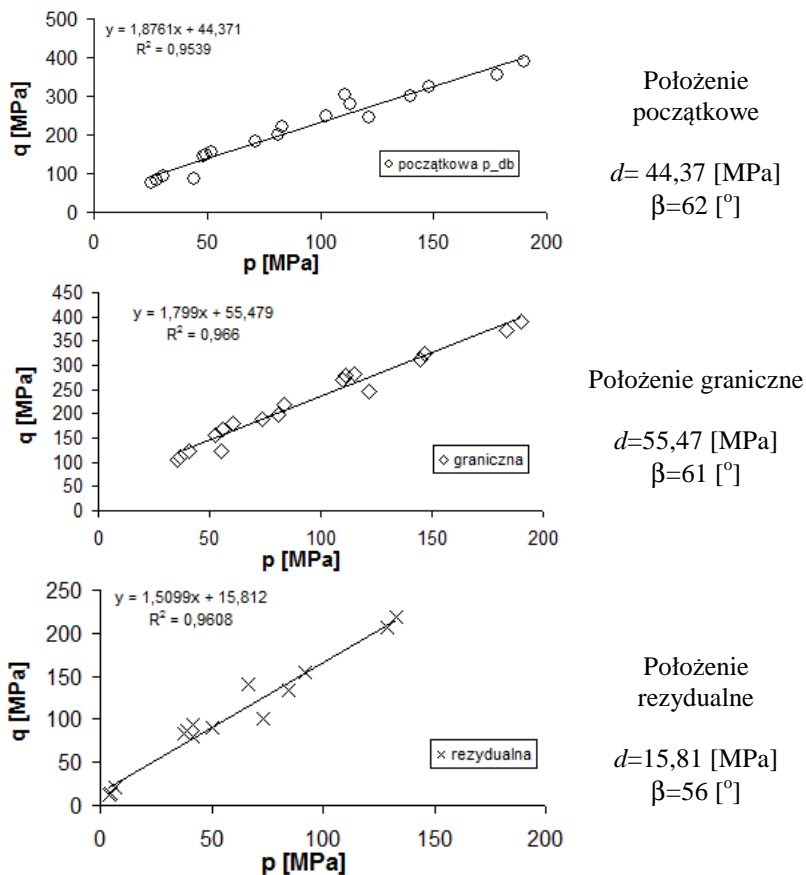 y = 1,8761x + 44,371
R² = 0,9539
500
400
300
200
100
0
q [MPa]
początkowa p_db
0 50 100 150 200
p [MPa]
Położenie
początkowe
d= 44,37 [MPa]
β=62 [°]
y = 1,799x + 55,479
R² = 0,966
450
400
350
300
250
200
150
100
50
0
q [MPa]
graniczna
0 50 100 150 200
p [MPa]
Położenie graniczne
d=55,47 [MPa]
β=61 [°]
y = 1,5099x + 15,812
R² = 0,9608
250
200
150
100
50
0
q [MPa]
rezydualna
0 50 100 150 200
p [MPa]
Położenie
rezydualne
d=15,81 [MPa]
β=56 [°]